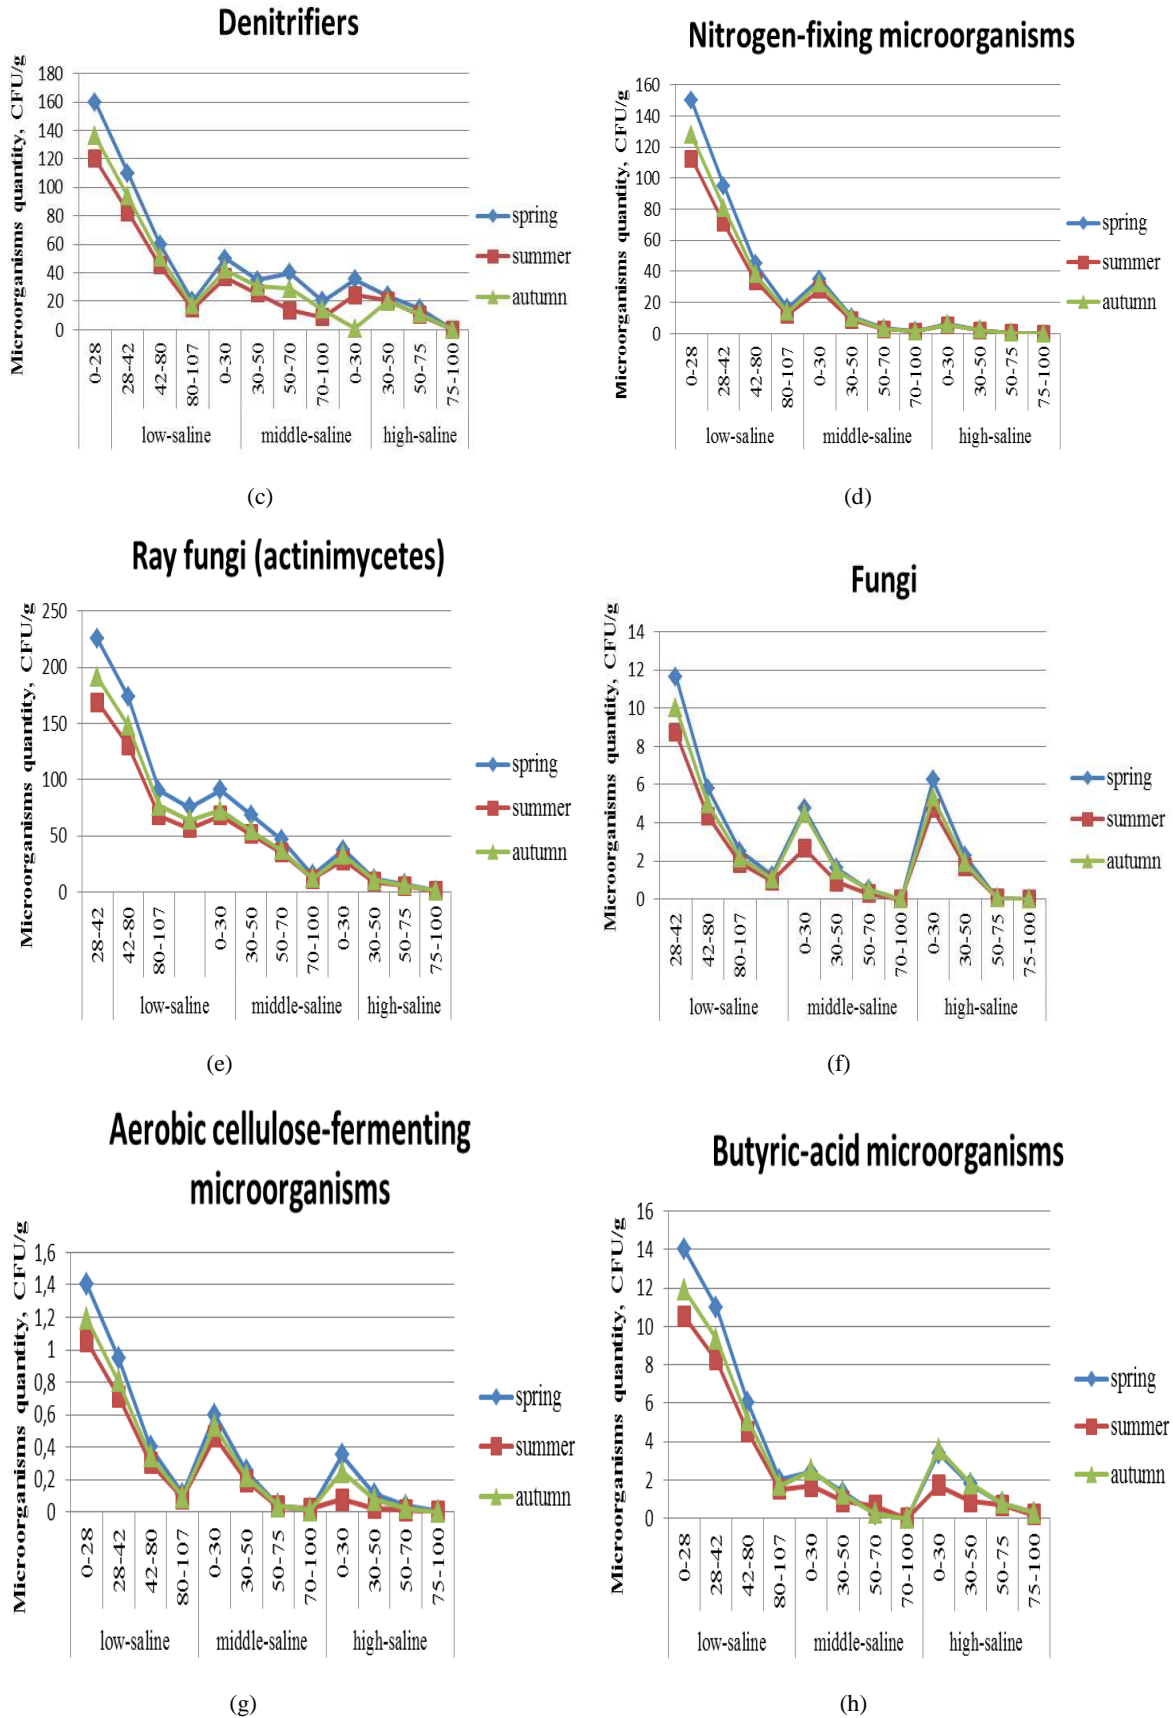 Denitrifiers
Microorganisms quantity, CFU/g
180
160
140
120
100
80
60
40
20
0
0-28
28-42
42-80
80-107
0-30
30-50
50-70
70-100
0-30
30-50
50-75
75-100
low-saline
middle-saline
high-saline
spring
summer
autumn
(c)
Nitrogen-fixing microorganisms
Microorganisms quantity, CFU/g
160
140
120
100
80
60
40
20
0
0-28
28-42
42-80
80-107
0-30
30-50
50-70
70-100
0-30
30-50
50-75
75-100
low-saline
middle-saline
high-saline
spring
summer
autumn
(d)
Ray fungi (actinimycetes)
Microorganisms quantity, CFU/g
250
200
150
100
50
0
28-42
42-80
80-107
0-30
30-50
50-70
70-100
0-30
30-50
50-75
75-100
low-saline
middle-saline
high-saline
spring
summer
autumn
(e)
Fungi
Microorganisms quantity, CFU/g
14
12
10
8
6
4
2
0
28-42
42-80
80-107
0-30
30-50
50-70
70-100
0-30
30-50
50-75
75-100
low-saline
middle-saline
high-saline
spring
summer
autumn
(f)
Aerobic cellulose-fermenting
microorganisms
Microorganisms quantity, CFU/g
1,6
1,4
1,2
1
0,8
0,6
0,4
0,2
0
0-28
28-42
42-80
80-107
0-30
30-50
50-75
70-100
0-30
30-50
50-70
75-100
low-saline
middle-saline
high-saline
spring
summer
autumn
(g)
Butyric-acid microorganisms
Microorganisms quantity, CFU/g
16
14
12
10
8
6
4
2
0
0-28
28-42
42-80
80-107
0-30
30-50
50-70
70-100
0-30
30-50
50-75
75-100
low-saline
middle-saline
high-saline
spring
summer
autumn
(h)